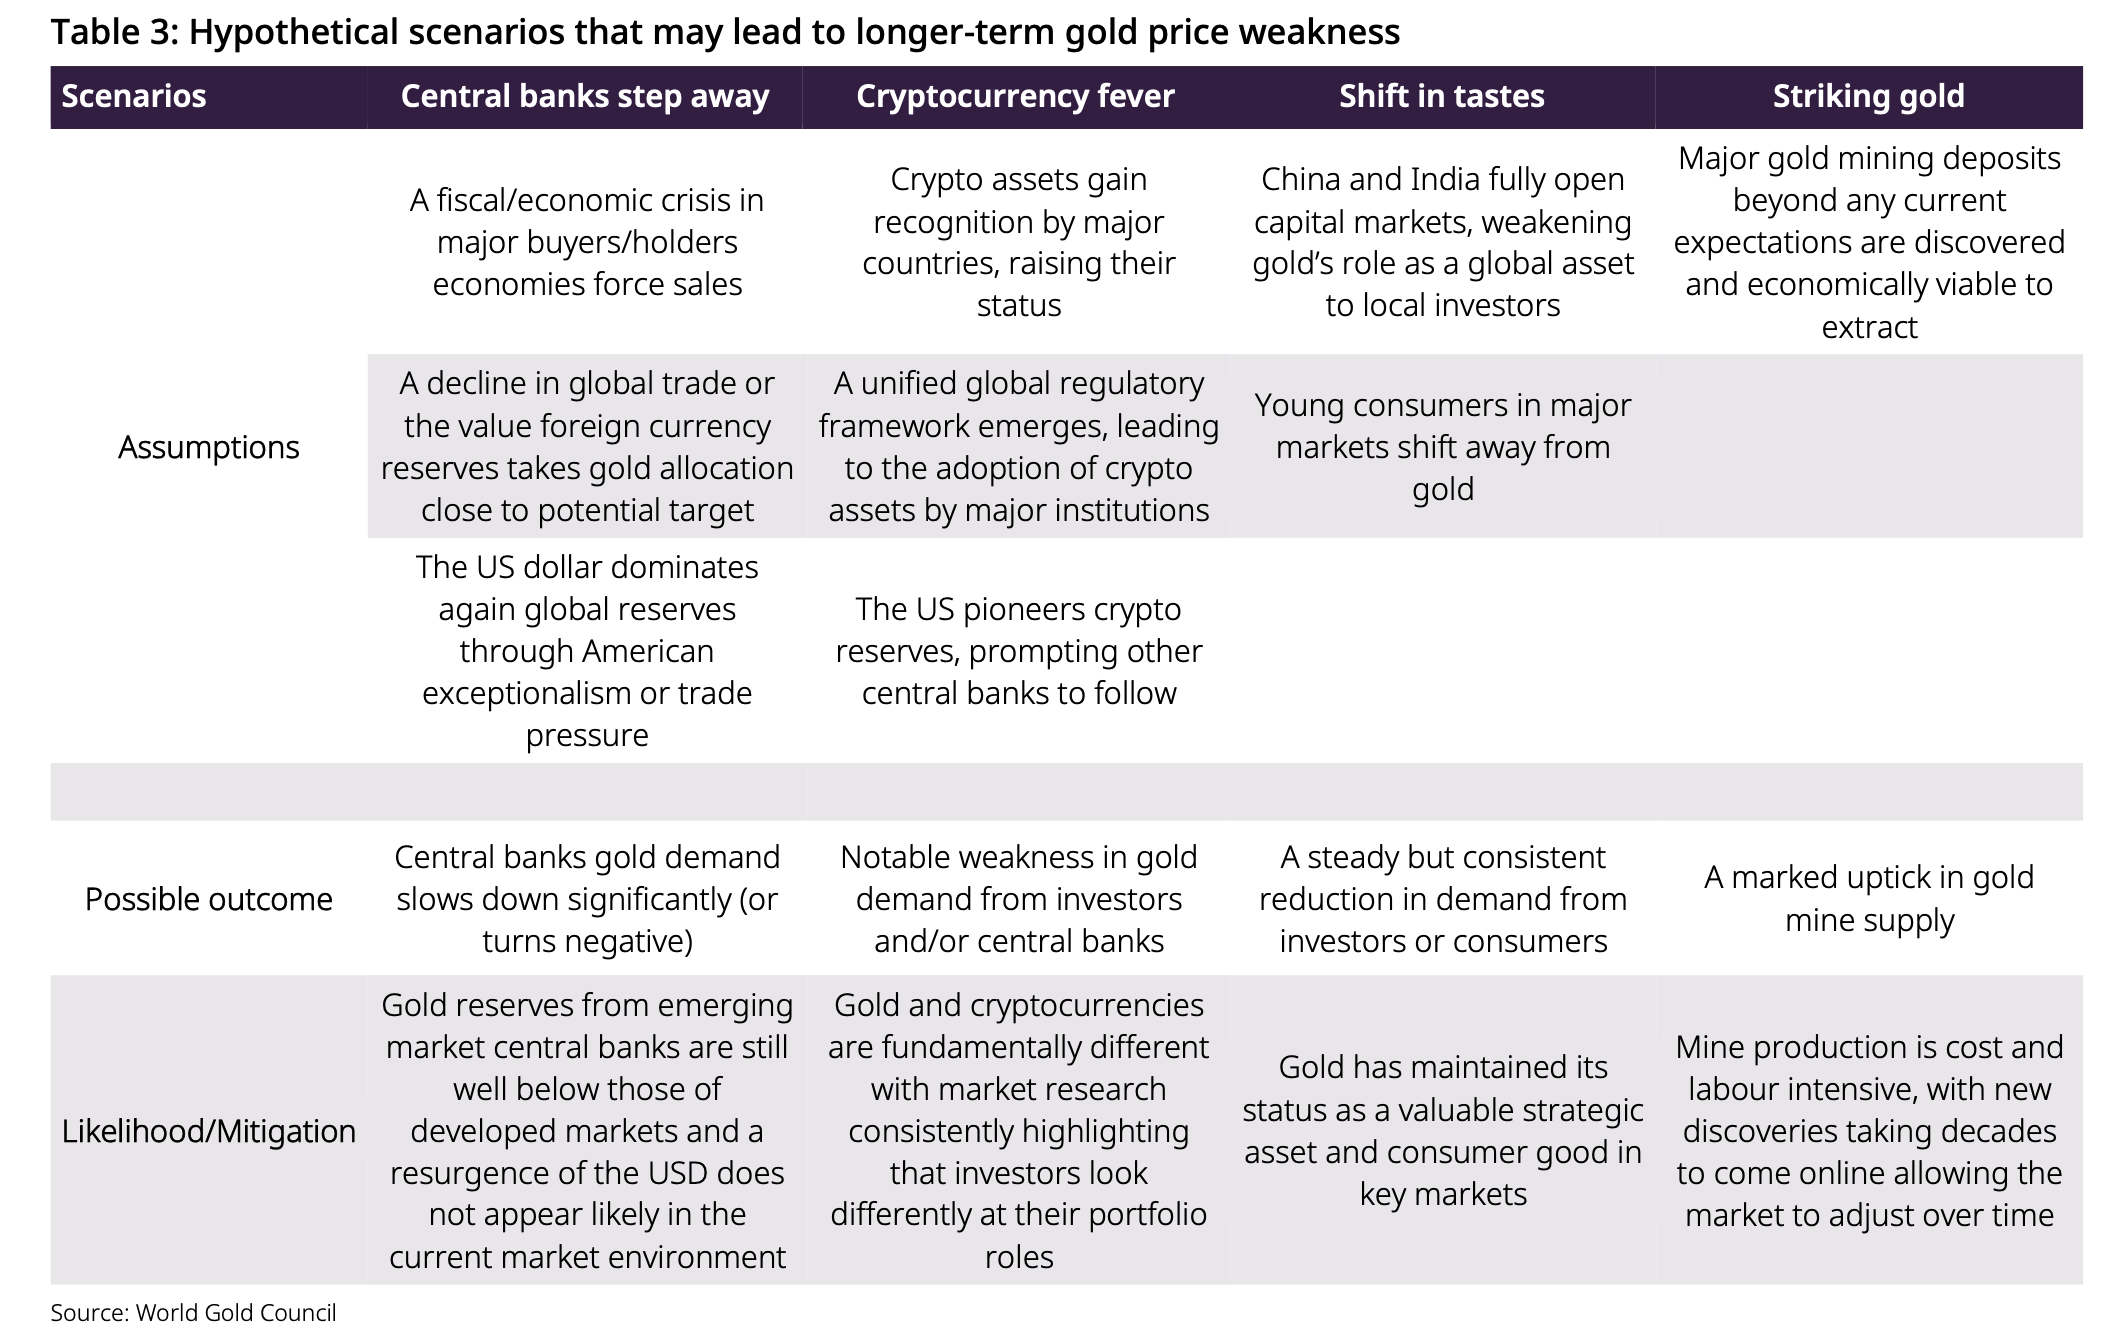 Table 3: Hypothetical scenarios that may lead to longer-term gold price weakness
Scenarios
Central banks step away
Cryptocurrency fever
Shift in tastes
Striking gold
Assumptions
A fiscal/economic crisis in
major buyers/holders
economies force sales
Crypto assets gain
recognition by major
countries, raising their
status
China and India fully open
capital markets, weakening
gold’s role as a global asset
to local investors
Major gold mining deposits
beyond any current
expectations are discovered
and economically viable to
extract
A decline in global trade or
the value foreign currency
reserves takes gold allocation
close to potential target
A unified global regulatory
framework emerges, leading
to the adoption of crypto
assets by major institutions
Young consumers in major
markets shift away from
gold
The US dollar dominates
again global reserves
through American
exceptionalism or trade
pressure
The US pioneers crypto
reserves, prompting other
central banks to follow
Possible outcome
Central banks gold demand
slows down significantly (or
turns negative)
Notable weakness in gold
demand from investors
and/or central banks
A steady but consistent
reduction in demand from
investors or consumers
A marked uptick in gold
mine supply
Likelihood/Mitigation
Gold reserves from emerging
market central banks are still
well below those of
developed markets and a
resurgence of the USD does
not appear likely in the
current market environment
Gold and cryptocurrencies
are fundamentally different
with market research
consistently highlighting
that investors look
differently at their portfolio
roles
Gold has maintained its
status as a valuable strategic
asset and consumer good in
key markets
Mine production is cost and
labour intensive, with new
discoveries taking decades
to come online allowing the
market to adjust over time
Source: World Gold Council